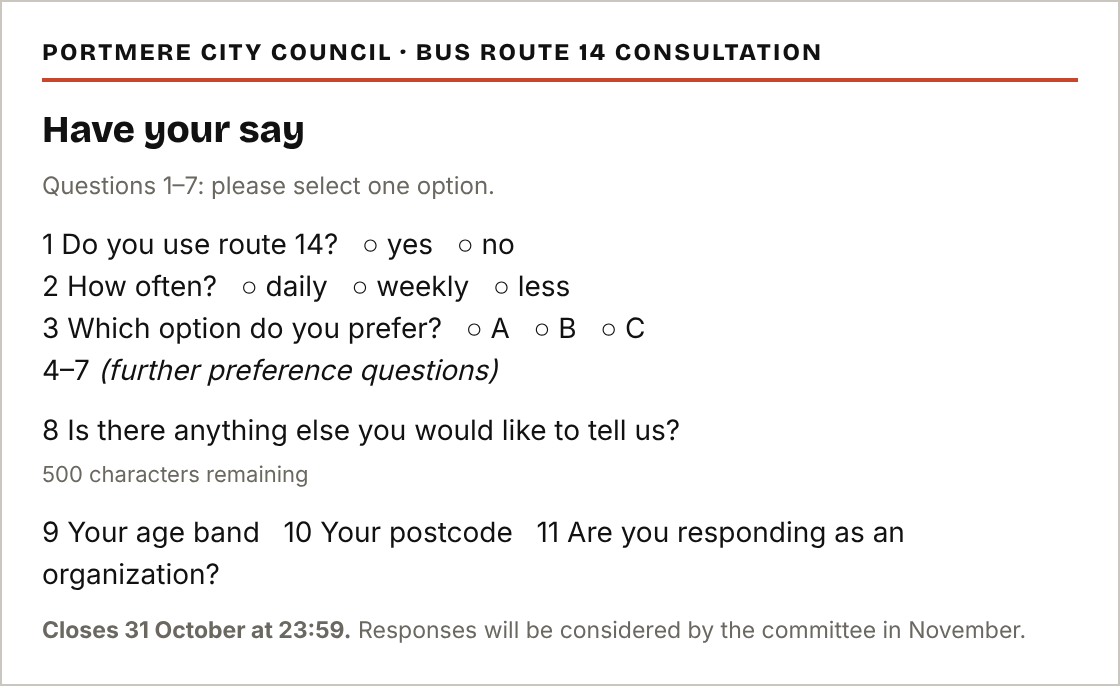 PORTMERE CITY COUNCIL · BUS ROUTE 14 CONSULTATION
Have your say
Questions 1–7: please select one option.
1 Do you use route 14? ○ yes ○ no
2 How often? ○ daily ○ weekly ○ less
3 Which option do you prefer? ○ A ○ B ○ C
4–7 (further preference questions)
8 Is there anything else you would like to tell us?
500 characters remaining
9 Your age band 10 Your postcode 11 Are you responding as an
organization?
Closes 31 October at 23:59. Responses will be considered by the committee in November.